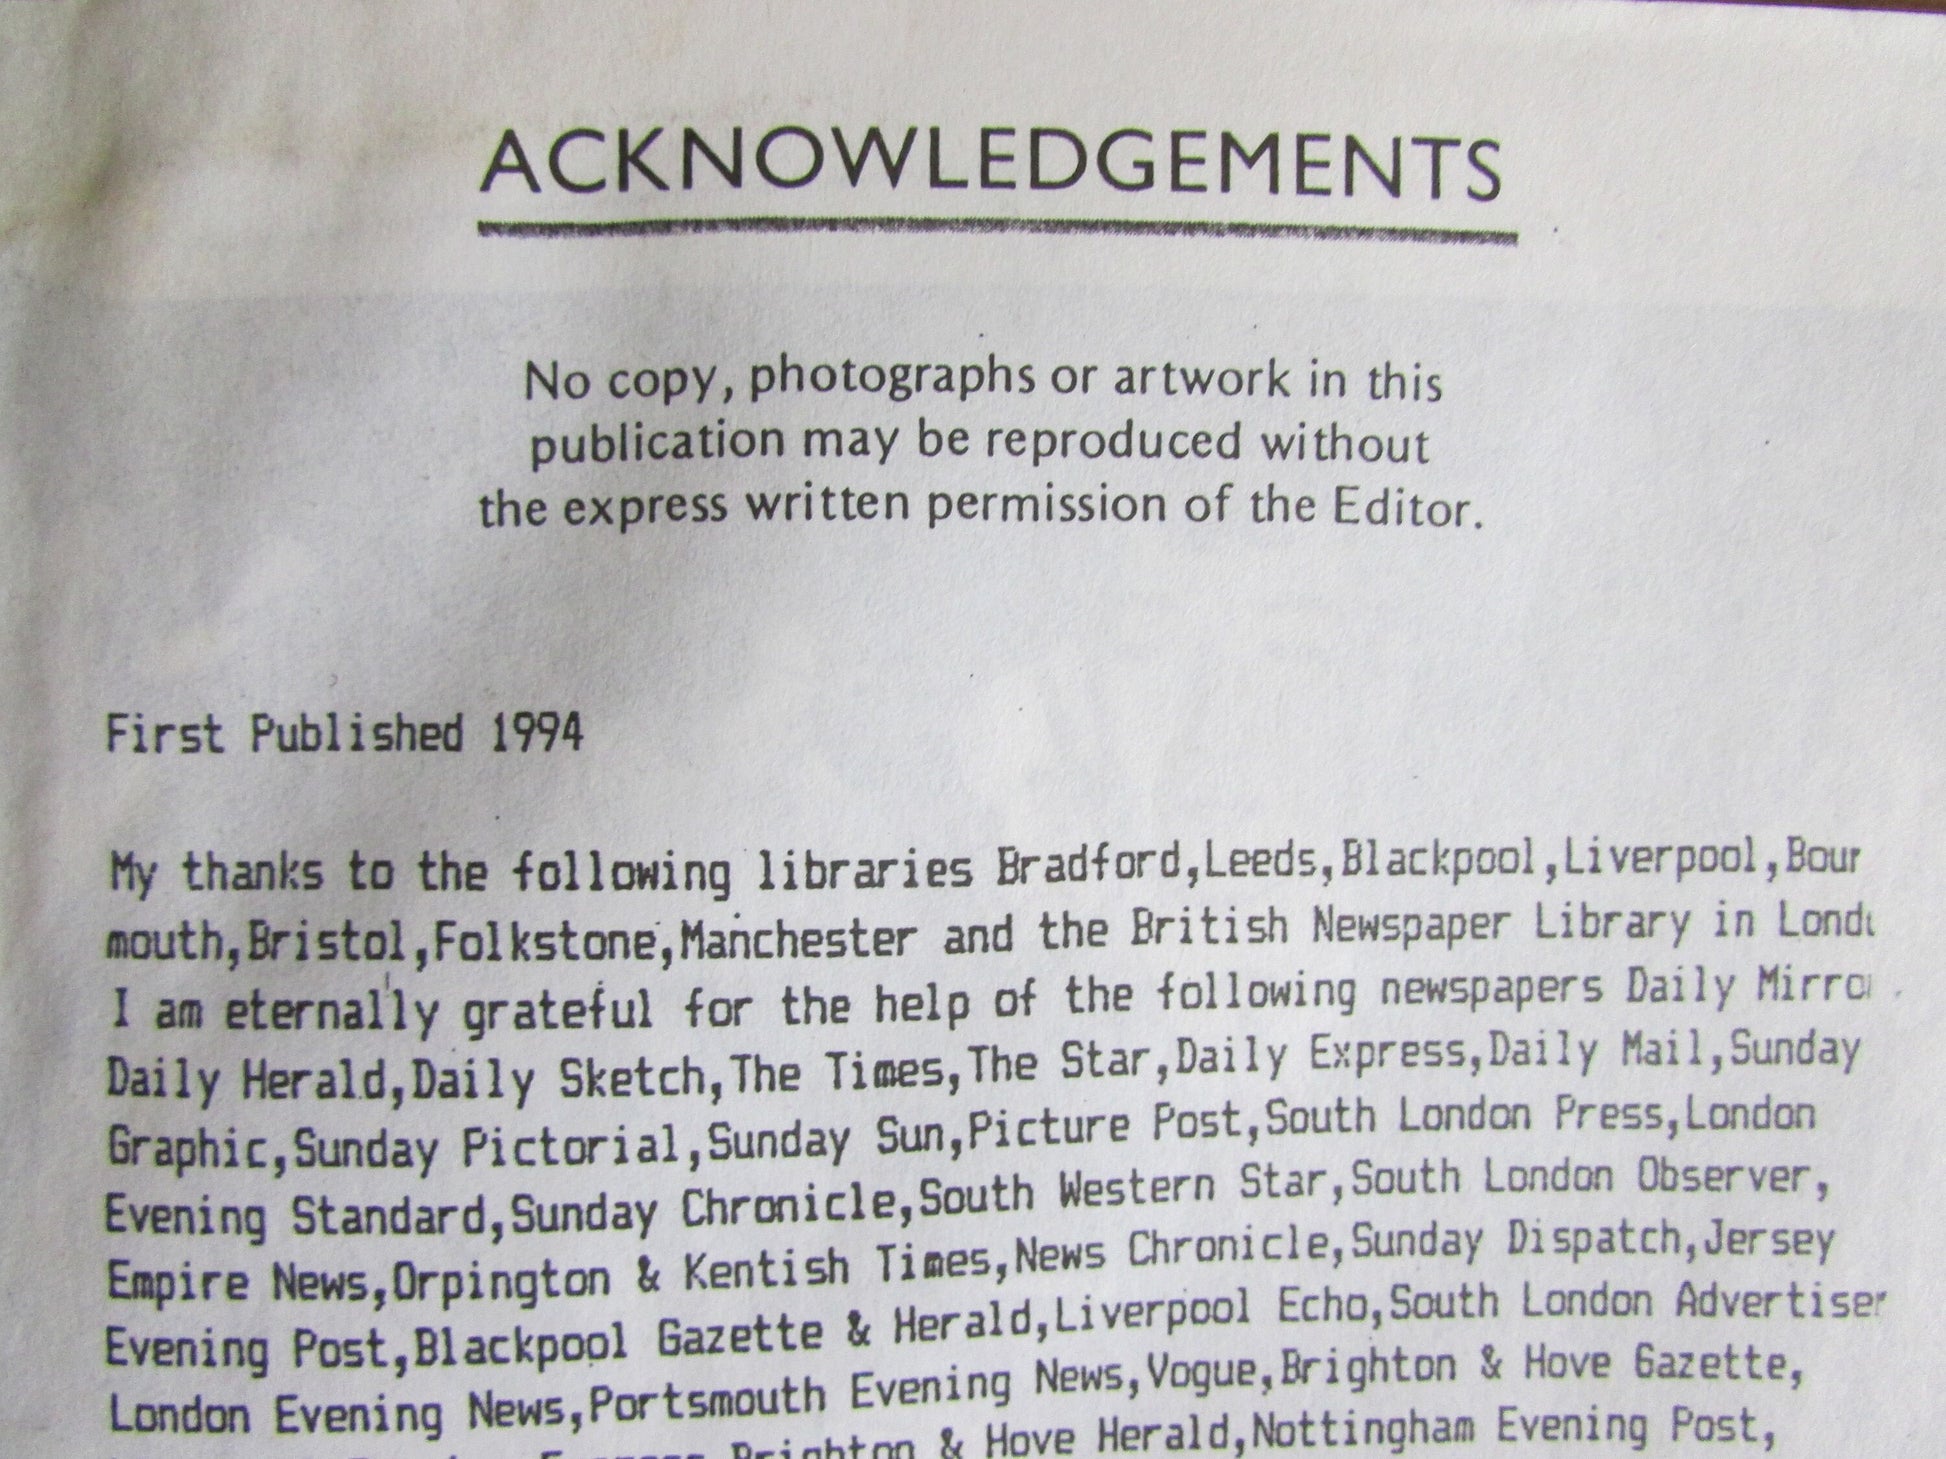 ACKNOWLEDGEMENTS
No copy, photographs or artwork in this
publication may be reproduced without
the express written permission of the Editor.
First Published 1994
My thanks to the following libraries Bradford,Leeds,Blackpool,Liverpool,Bour
mouth,Bristol,Folkstone,Manchester and the British Newspaper Library in
I am eternally grateful for the help of the following newspapers Daily
Daily Herald,Daily Sketch,The Times,The Star,Daily Express,Daily Mail,Sunday
Graphic,Sunday Pictorial,Sunday Sun,Picture Post,South London Press,London
Evening Standard,Sunday Chronicle,South Western Star,South London Observer,
Empire News,Orpington & Kentish Times,News Chronicle,Sunday Dispatch,Jersey
Evening Post,Blackpool Gazette & Herald,Liverpool Echo,South London Advertiser
London Evening News,Portsmouth Evening News,Vogue,Brighton & Hove Gazette,
Brighton & Hove Herald,Nottingham Evening Post,